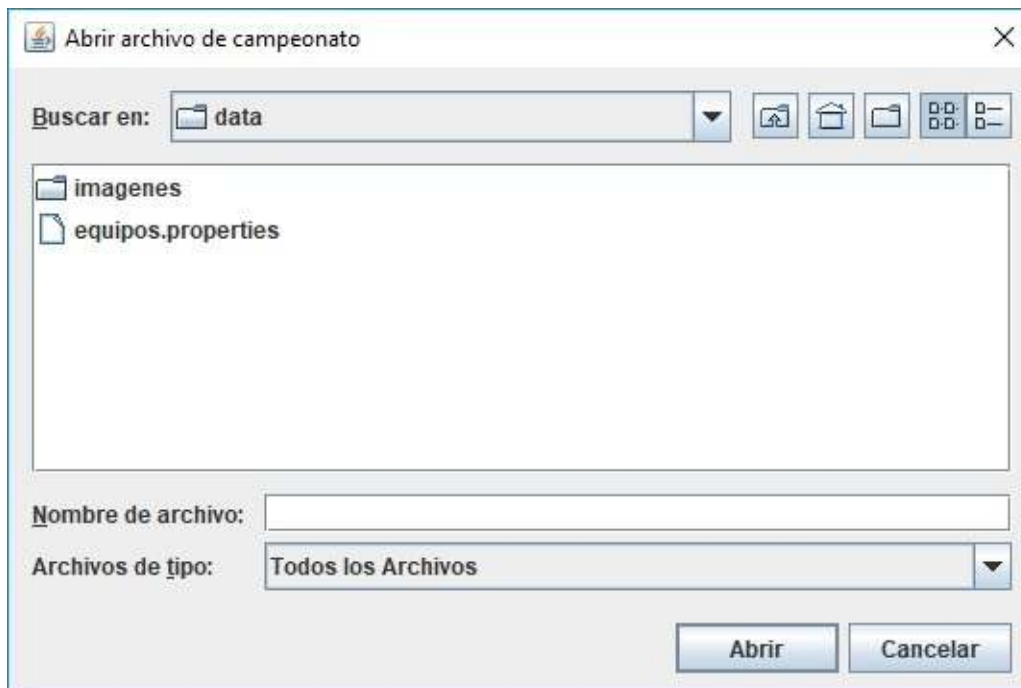 Abrir archivo de campeonato
Buscar en: data
imagenes
equipos.properties
Nombre de archivo:
Archivos de tipo: Todos los Archivos
Abrir Cancelar